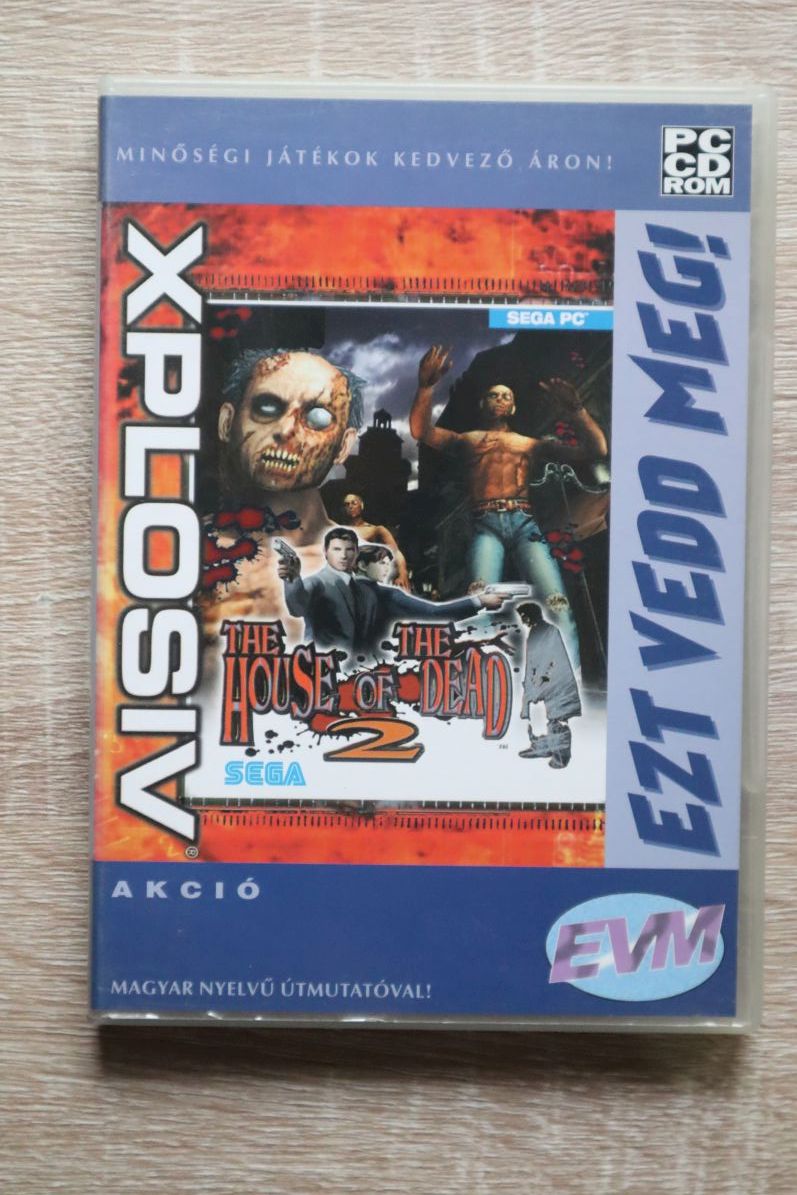 MINŐSÉGI JÁTÉKOK KEDVEZŐ ÁRON!
PC
CD
ROM
XPLOSIV®
SEGA PC™
EZT VEDD MEG!
THE THE
HOUSE OF DEAD
2
SEGA
AKCIÓ
EVM
MAGYAR NYELVŰ ÚTMUTATÓVAL!